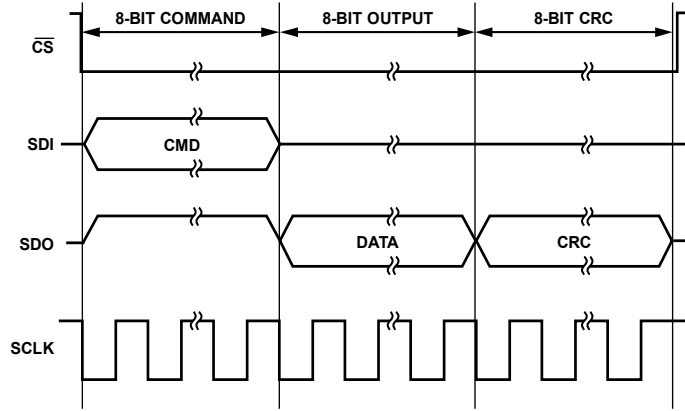 8-BIT COMMAND 8-BIT OUTPUT 8-BIT CRC
CS
SDI CMD
SDO DATA CRC
SCLK